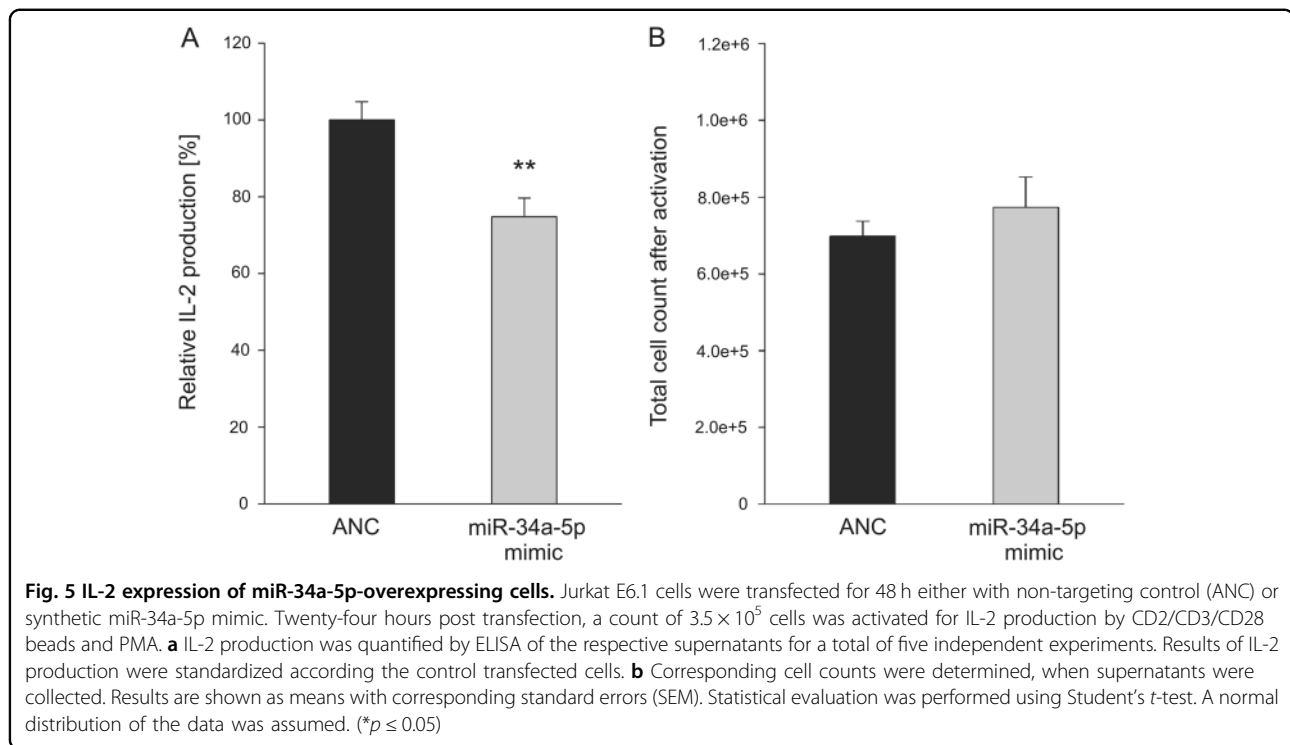 A
120
100
80
60
40
20
0
Relative IL-2 production [%]
**
ANC
miR-34a-5p
mimic
B
1.2e+6
1.0e+6
8.0e+5
6.0e+5
4.0e+5
2.0e+5
0
Total cell count after activation
ANC
miR-34a-5p
mimic
Fig. 5 IL-2 expression of miR-34a-5p-overexpressing cells. Jurkat E6.1 cells were transfected for 48 h either with non-targeting control (ANC) or
synthetic miR-34a-5p mimic. Twenty-four hours post transfection, a count of 3.5 × 10⁵ cells was activated for IL-2 production by CD2/CD3/CD28
beads and PMA. a IL-2 production was quantified by ELISA of the respective supernatants for a total of five independent experiments. Results of IL-2
production were standardized according the control transfected cells. b Corresponding cell counts were determined, when supernatants were
collected. Results are shown as means with corresponding standard errors (SEM). Statistical evaluation was performed using Student's t-test. A normal
distribution of the data was assumed. (*p ≤ 0.05)